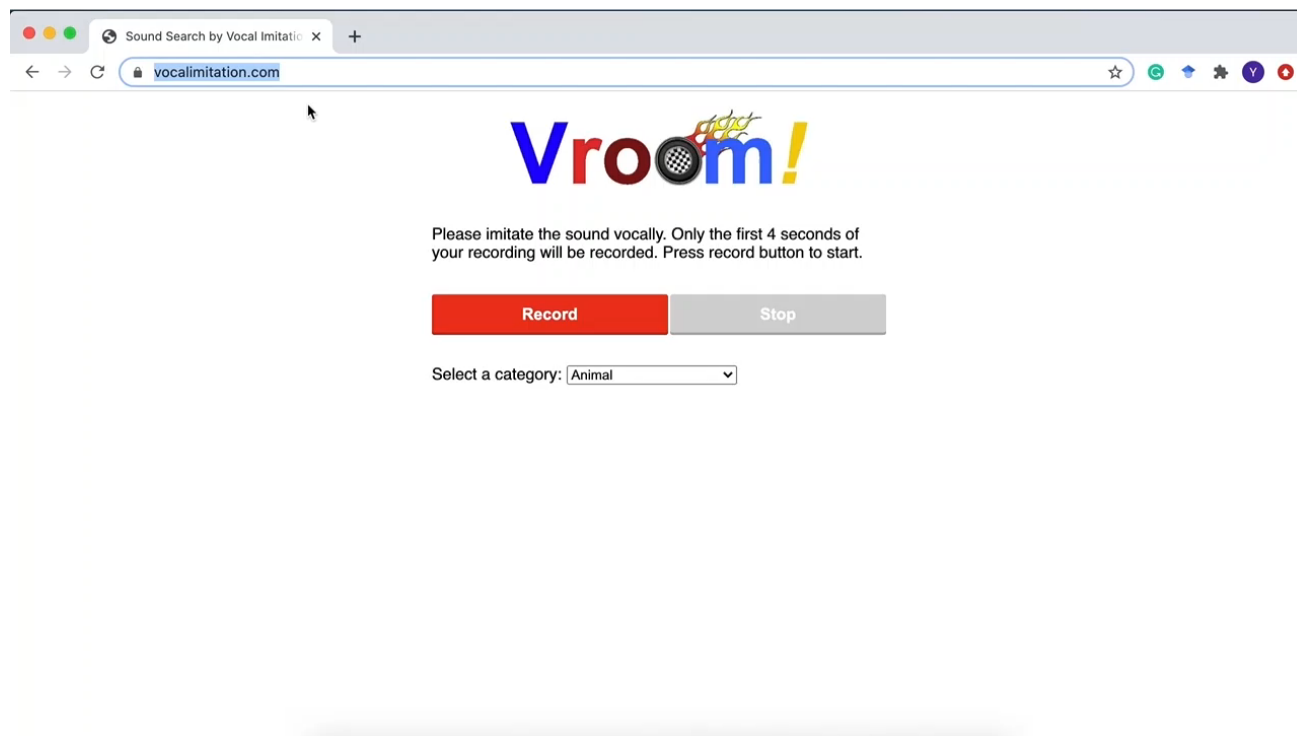 Sound Search by Vocal Imitatio
vocalimitation.com
Y
Vroom!
Please imitate the sound vocally. Only the first 4 seconds of
your recording will be recorded. Press record button to start.
Record
Stop
Select a category: Animal